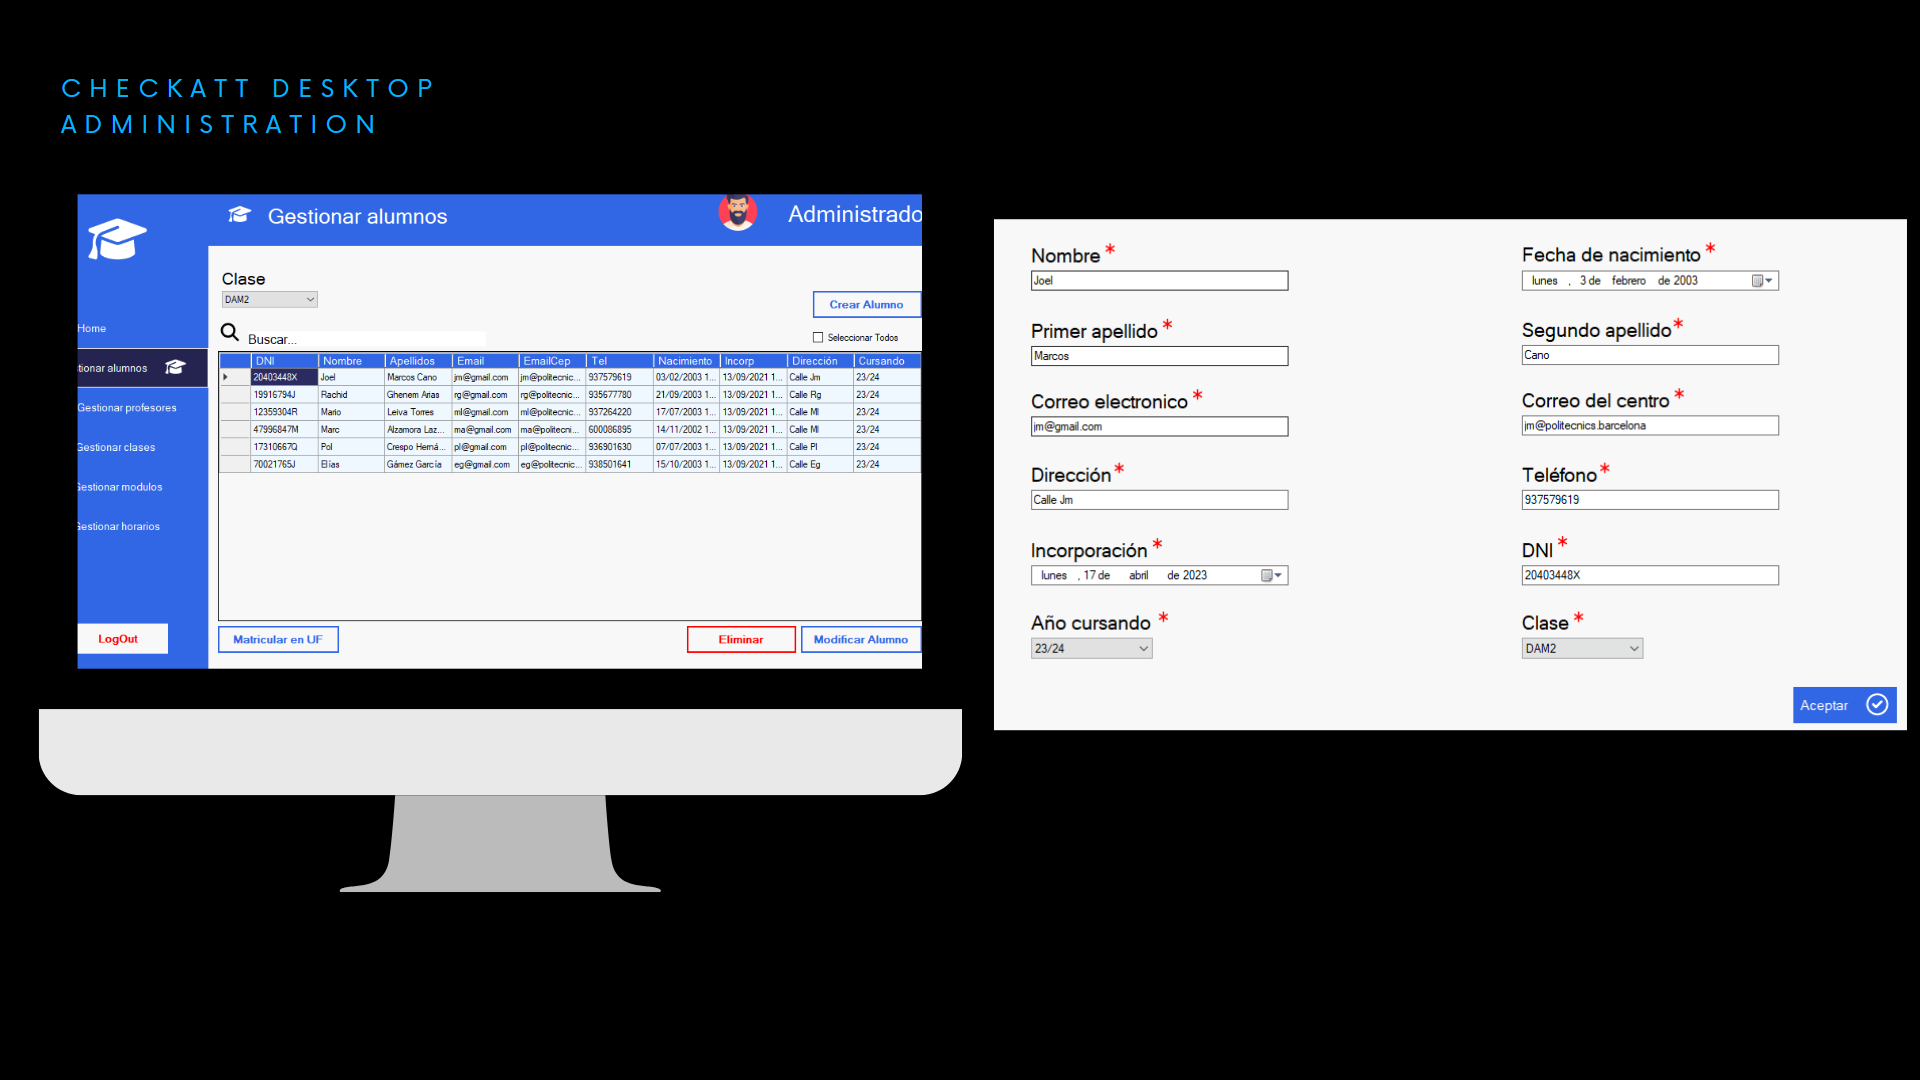 CHECKATT DESKTOP
ADMINISTRATION
Gestionar alumnos
Administrado
Home
tionar alumnos
Gestionar profesores
Gestionar clases
Gestionar modulos
Gestionar horarios
LogOut
Clase
DAM2
Crear Alumno
Buscar...
Seleccionar Todos
DNI Nombre Apellidos Email EmailCep Tel Nacimiento Incorp Dirección Cursando
20403448X Joel Marcos Cano jm@gmail.com jm@politecnic... 937579619 03/02/2003 1... 13/09/2021 1... Calle Jm 23/24
19916794J Rachid Ghenem Arias rg@gmail.com rg@politecnic... 935677780 21/09/2003 1... 13/09/2021 1... Calle Rg 23/24
12359304R Mario Leiva Torres ml@gmail.com ml@politecnic... 937264220 17/07/2003 1... 13/09/2021 1... Calle Ml 23/24
47996847M Marc Alzamora Laz... ma@gmail.com ma@politecni... 600086895 14/11/2002 1... 13/09/2021 1... Calle Ml 23/24
17310667Q Pol Crespo Herná... pl@gmail.com pl@politecnic... 936901630 07/07/2003 1... 13/09/2021 1... Calle Pl 23/24
70021765J Elías Gámez García eg@gmail.com eg@politecnic... 938501641 15/10/2003 1... 13/09/2021 1... Calle Eg 23/24
Matricular en UF
Eliminar
Modificar Alumno
Nombre *
Joel
Fecha de nacimiento *
lunes , 3 de febrero de 2003
Primer apellido *
Marcos
Segundo apellido *
Cano
Correo electronico *
jm@gmail.com
Correo del centro *
jm@politecnics.barcelona
Dirección *
Calle Jm
Teléfono *
937579619
Incorporación *
lunes , 17 de abril de 2023
DNI *
20403448X
Año cursando *
23/24
Clase *
DAM2
Aceptar